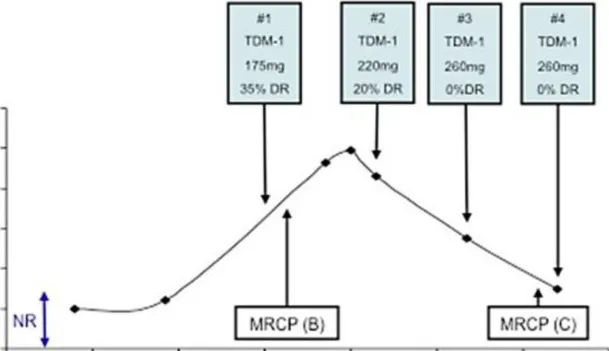 #1
TDM-1
175mg
35% DR
#2
TDM-1
220mg
20% DR
#3
TDM-1
260mg
0%DR
#4
TDM-1
260mg
0% DR
NR
MRCP (B)
MRCP (C)